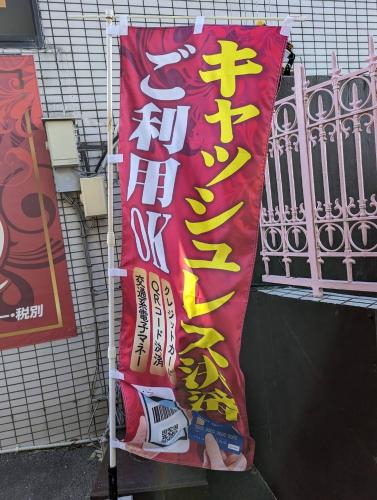 キャッシュレス決済
ご利用OK
クレジットカード
QRコード決済
交通系電子マネー
ー・税別